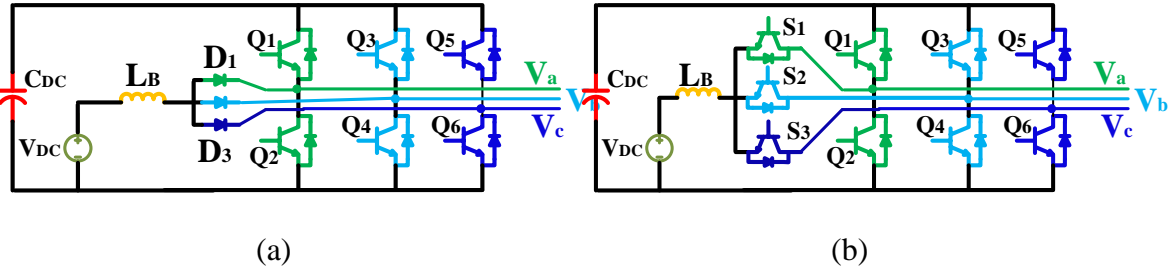 CDC
LB
VDC
D1
D3
Q1
Q3
Q5
Q2
Q4
Q6
Va
Vb
Vc
(a)
CDC
LB
VDC
S1
S2
S3
Q1
Q3
Q5
Q2
Q4
Q6
Va
Vb
Vc
(b)